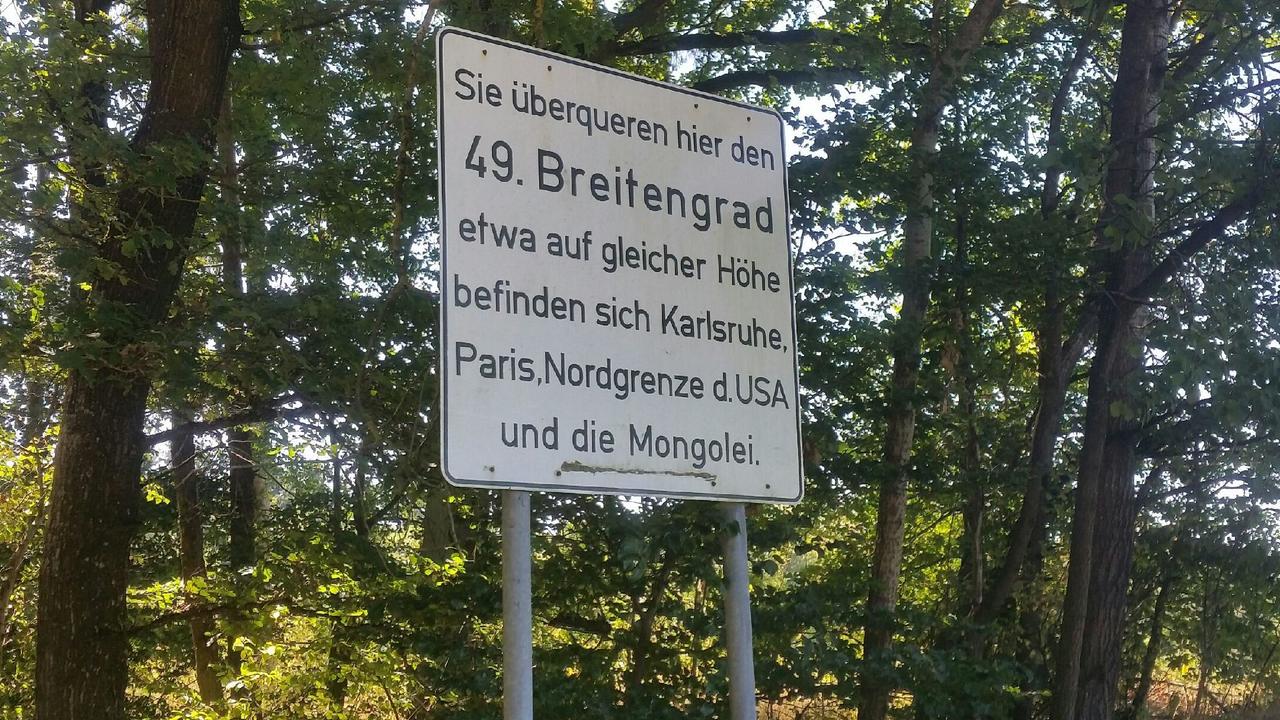 Sie überqueren hier den
49. Breitengrad
etwa auf gleicher Höhe
befinden sich Karlsruhe,
Paris,Nordgrenze d.USA
und die Mongolei.